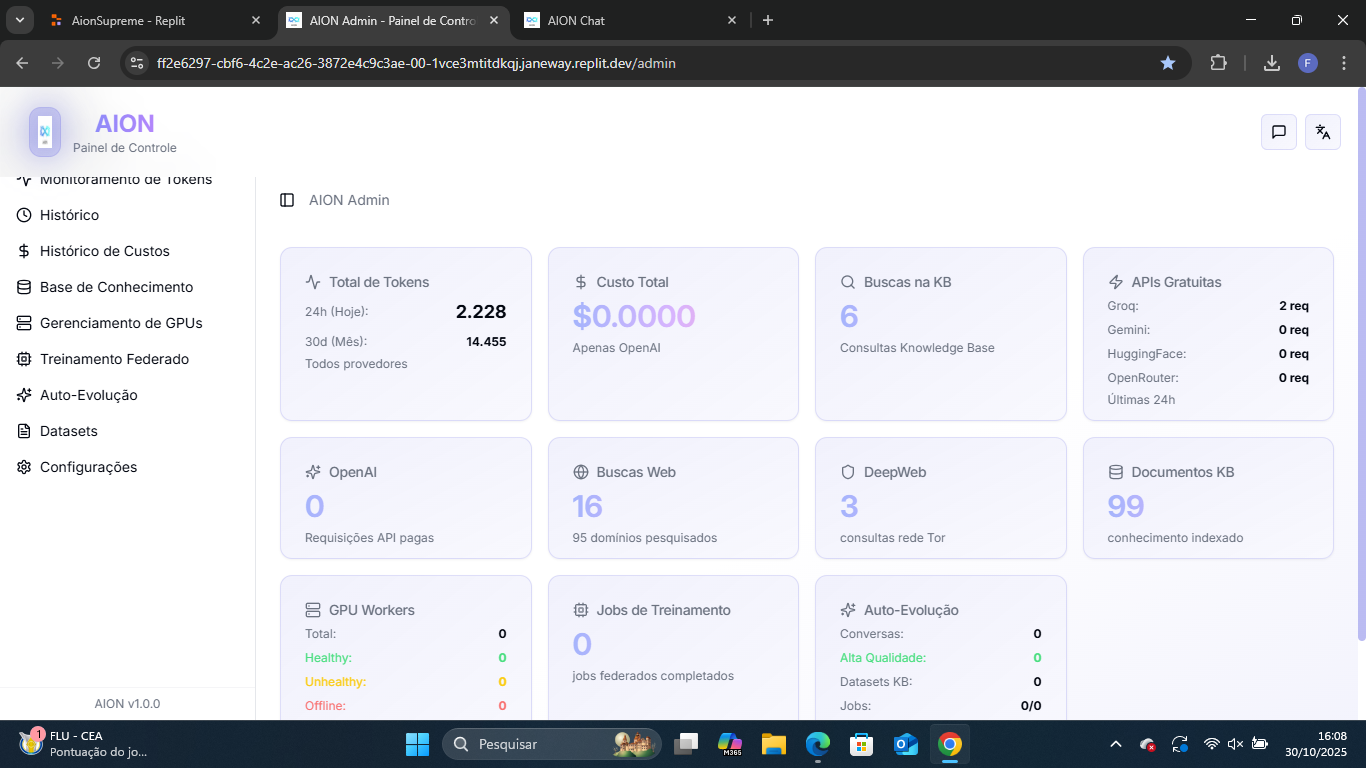 AionSupreme - Replit
AION Admin - Painel de Contro
AION Chat
ff2e6297-cbf6-4c2e-ac26-3872e4c9c3ae-00-1vce3mtitdkqj.janeway.replit.dev/admin
F
AION
Painel de Controle
Monitoramento de Tokens
Histórico
Histórico de Custos
Base de Conhecimento
Gerenciamento de GPUs
Treinamento Federado
Auto-Evolução
Datasets
Configurações
AION v1.0.0
AION Admin
Total de Tokens
24h (Hoje): 2.228
30d (Mês): 14.455
Todos provedores
Custo Total
$0.0000
Apenas OpenAI
Buscas na KB
6
Consultas Knowledge Base
APIs Gratuitas
Groq: 2 req
Gemini: 0 req
HuggingFace: 0 req
OpenRouter: 0 req
Últimas 24h
OpenAI
0
Requisições API pagas
Buscas Web
16
95 domínios pesquisados
DeepWeb
3
consultas rede Tor
Documentos KB
99
conhecimento indexado
GPU Workers
Total: 0
Healthy: 0
Unhealthy: 0
Offline: 0
Jobs de Treinamento
0
jobs federados completados
Auto-Evolução
Conversas: 0
Alta Qualidade: 0
Datasets KB: 0
Jobs: 0/0
1
FLU - CEA
Pontuação do jo...
Pesquisar
M365
16:08
30/10/2025